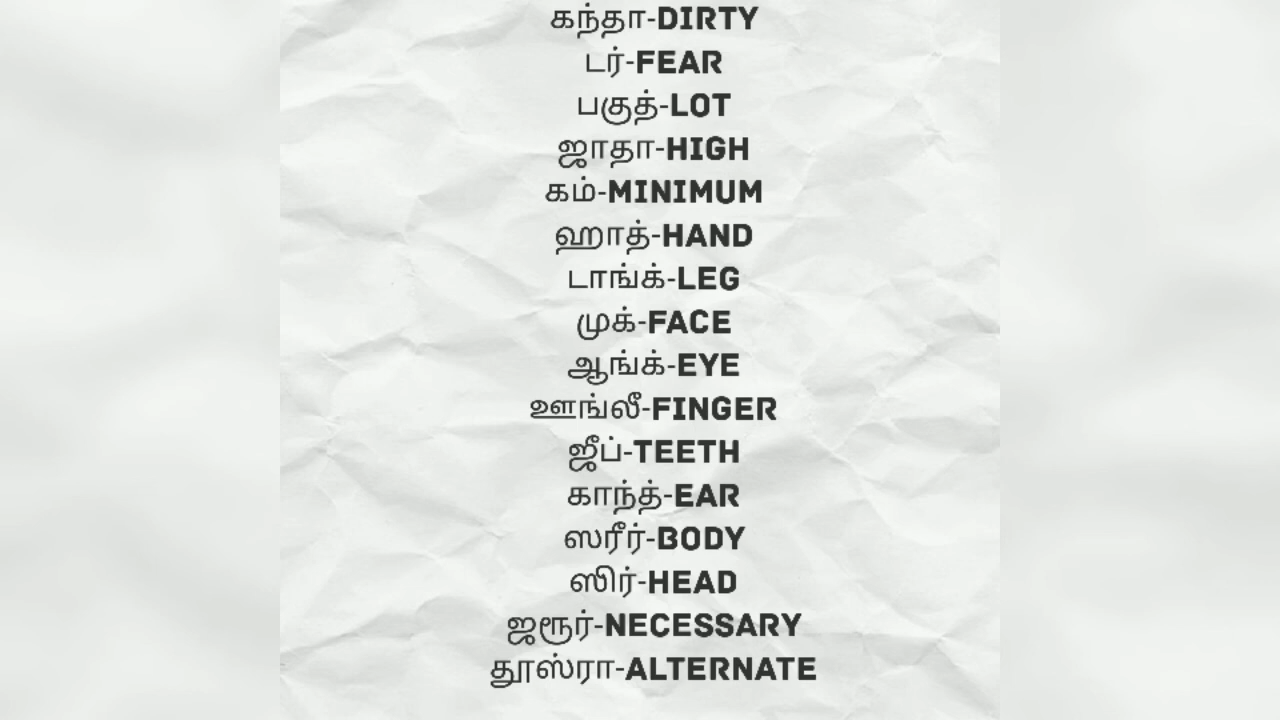 கந்தா-DIRTY
டர்-FEAR
பகுத்-LOT
ஜாதா-HIGH
கம்-MINIMUM
ஹாத்-HAND
டாங்க்-LEG
முக்-FACE
ஆங்க்-EYE
ஊங்லீ-FINGER
ஜீப்-TEETH
காந்த்-EAR
ஸரீர்-BODY
ஸிர்-HEAD
ஜரூர்-NECESSARY
தூஸ்ரா-ALTERNATE